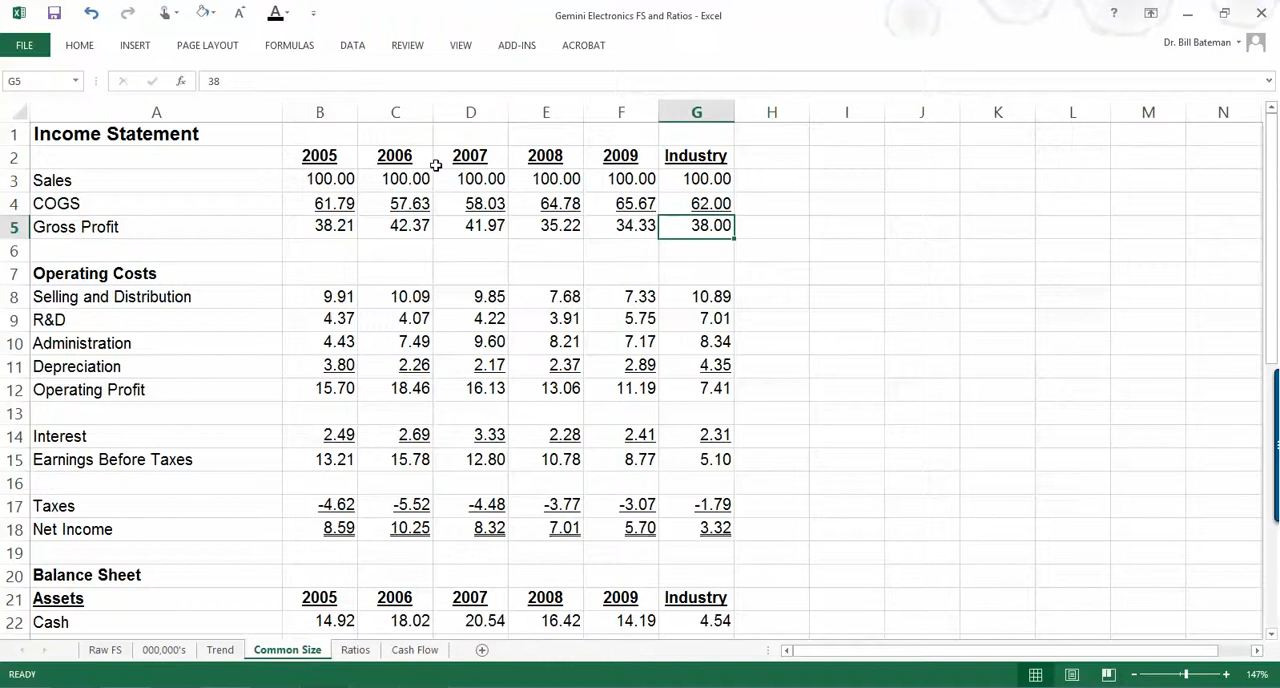 Gemini Electronics FS and Ratios - Excel
FILE HOME INSERT PAGE LAYOUT FORMULAS DATA REVIEW VIEW ADD-INS ACROBAT Dr. Bill Bateman
G5 fx 38
A B C D E F G H I J K L M N
1 Income Statement
2 2005 2006 2007 2008 2009 Industry
3 Sales 100.00 100.00 100.00 100.00 100.00 100.00
4 COGS 61.79 57.63 58.03 64.78 65.67 62.00
5 Gross Profit 38.21 42.37 41.97 35.22 34.33 38.00
6
7 Operating Costs
8 Selling and Distribution 9.91 10.09 9.85 7.68 7.33 10.89
9 R&D 4.37 4.07 4.22 3.91 5.75 7.01
10 Administration 4.43 7.49 9.60 8.21 7.17 8.34
11 Depreciation 3.80 2.26 2.17 2.37 2.89 4.35
12 Operating Profit 15.70 18.46 16.13 13.06 11.19 7.41
13
14 Interest 2.49 2.69 3.33 2.28 2.41 2.31
15 Earnings Before Taxes 13.21 15.78 12.80 10.78 8.77 5.10
16
17 Taxes -4.62 -5.52 -4.48 -3.77 -3.07 -1.79
18 Net Income 8.59 10.25 8.32 7.01 5.70 3.32
19
20 Balance Sheet
21 Assets 2005 2006 2007 2008 2009 Industry
22 Cash 14.92 18.02 20.54 16.42 14.19 4.54
Raw FS 000,000's Trend Common Size Ratios Cash Flow
READY 147%